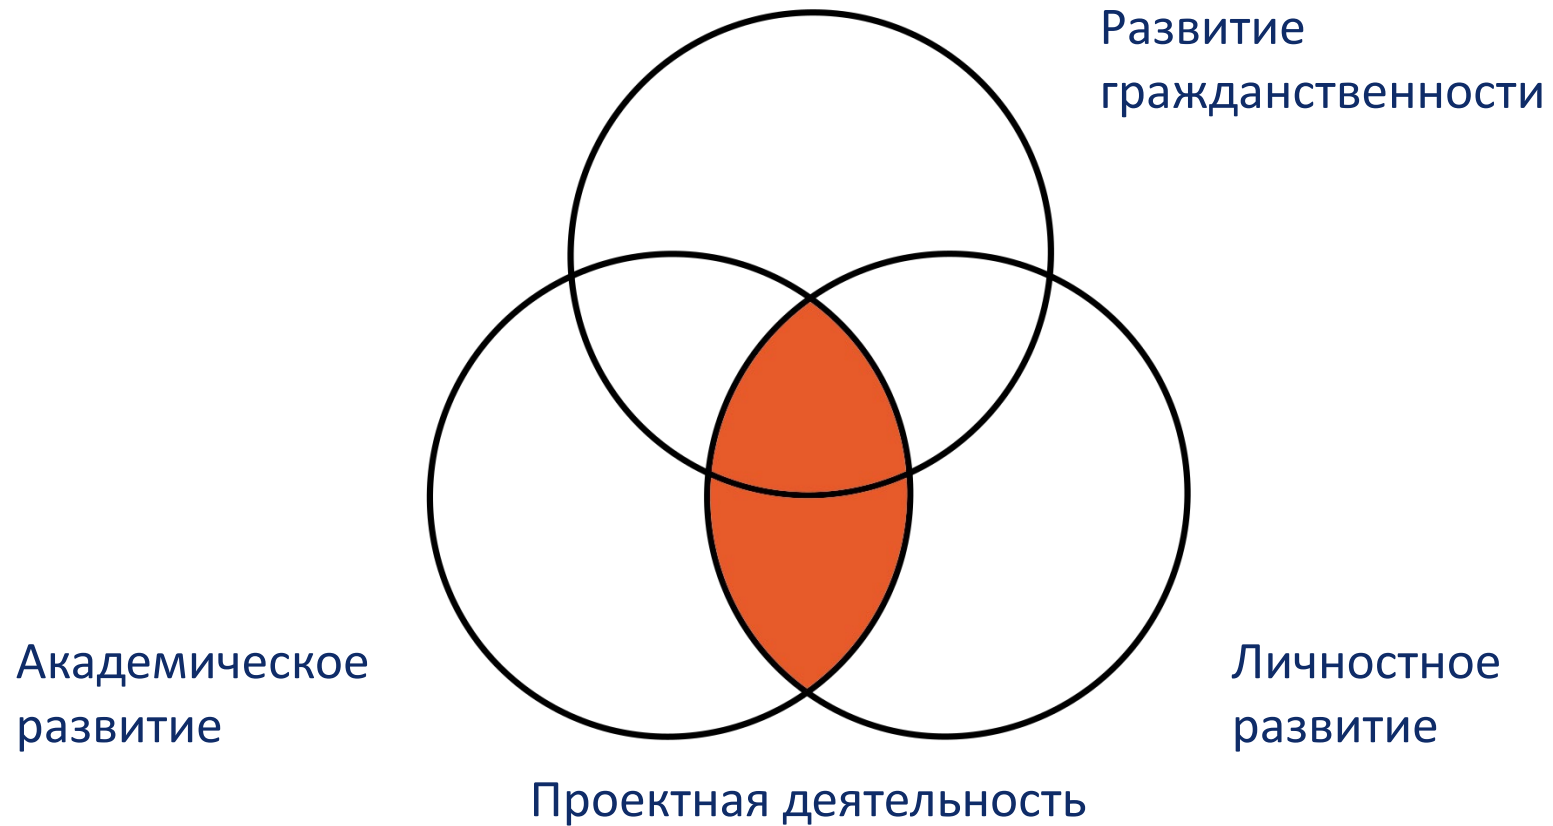 Развитие
гражданственности
Академическое
развитие
Личностное
развитие
Проектная деятельность